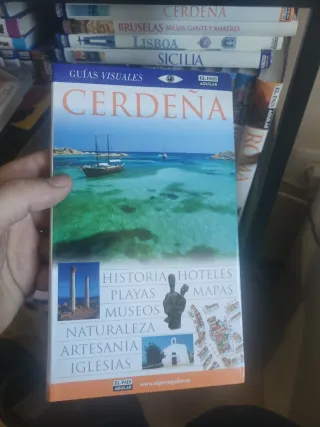 CERDEÑA
BRUSELAS BRUJAS, GANTE Y AMBERES
LISBOA
SICILIA
GUÍAS VISUALES
EL PAÍS
AGUILAR
CERDEÑA
HISTORIA HOTELES
PLAYAS MAPAS
MUSEOS
NATURALEZA
ARTESANÍA
IGLESIAS
EL PAÍS
AGUILAR